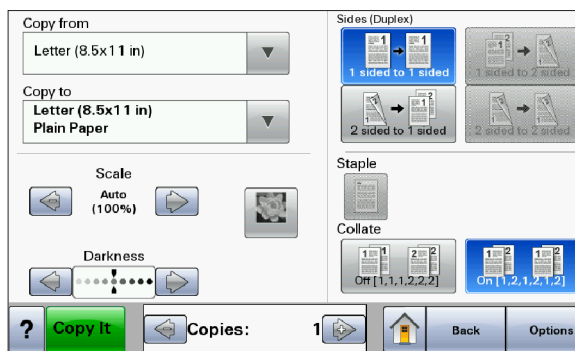 Copy from
Letter (8.5x11 in)
Copy to
Letter (8.5x11 in)
Plain Paper
Scale
Auto
(100%)
Darkness
Sides (Duplex)
1 sided to 1 sided
1 sided to 2 sided
2 sided to 1 sided
2 sided to 2 sided
Staple
Collate
Off [1,1,1,2,2,2]
On [1,2,1,2,1,2]
? Copy It Copies: 1 Back Options